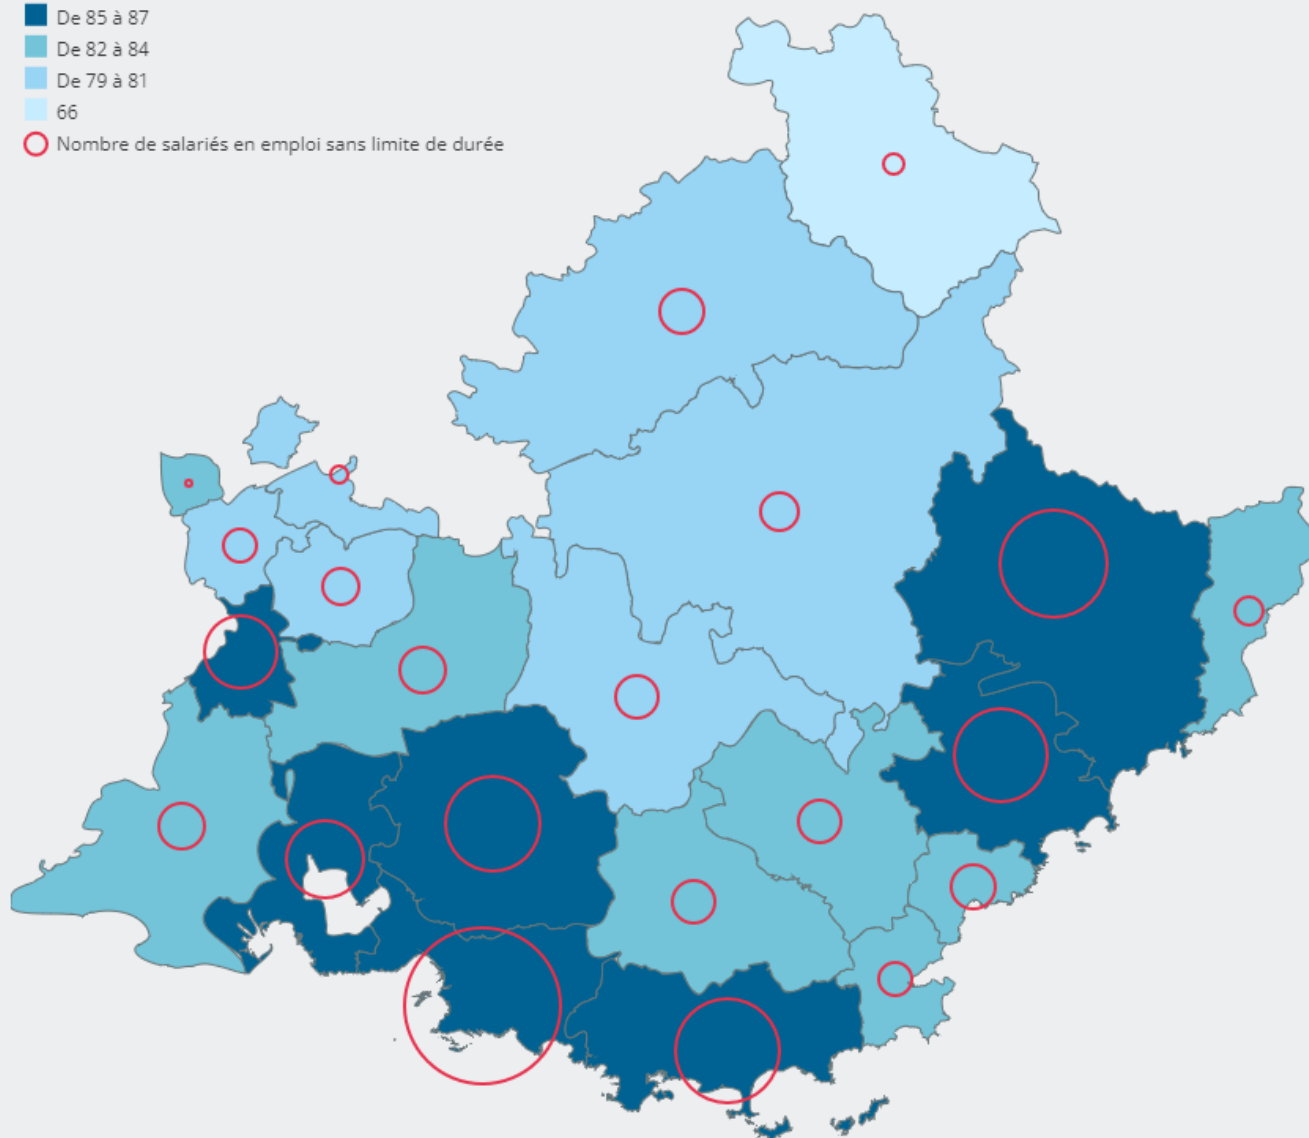 De 85 à 87
De 82 à 84
De 79 à 81
66
Nombre de salariés en emploi sans limite de durée